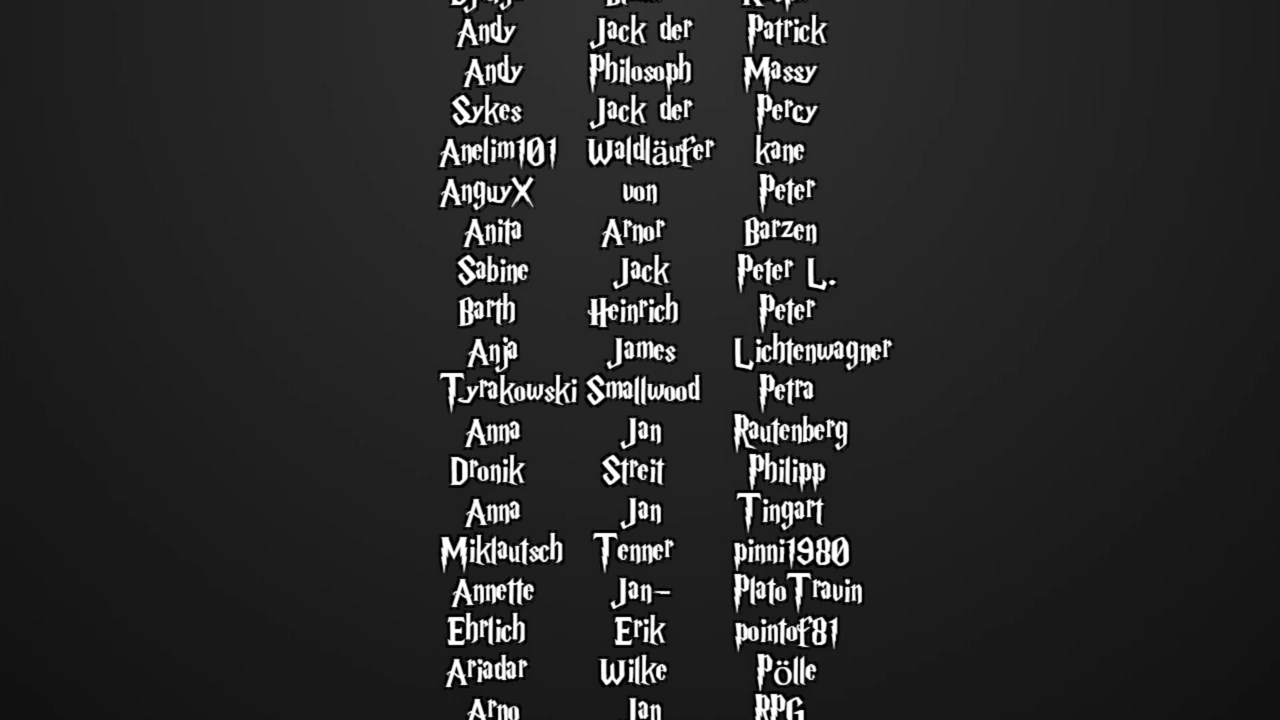 Andy Jack der Patrick
Andy Philosoph Massy
Sykes Jack der Percy
Anelim101 Waldläufer kane
AnguyX von Peter
Anita Arnor Barzen
Sabine Jack Peter L.
Barth Heinrich Peter
Anja James Lichtenwagner
Tyrakowski Smallwood Petra
Anna Jan Rautenberg
Dronik Streit Philipp
Anna Jan Tingart
Miklautsch Tenner pinni1980
Annette Jan- PlatoTravin
Ehrlich Erik pointof81
Ariadar Wilke Pölle
Arno Jan RPG